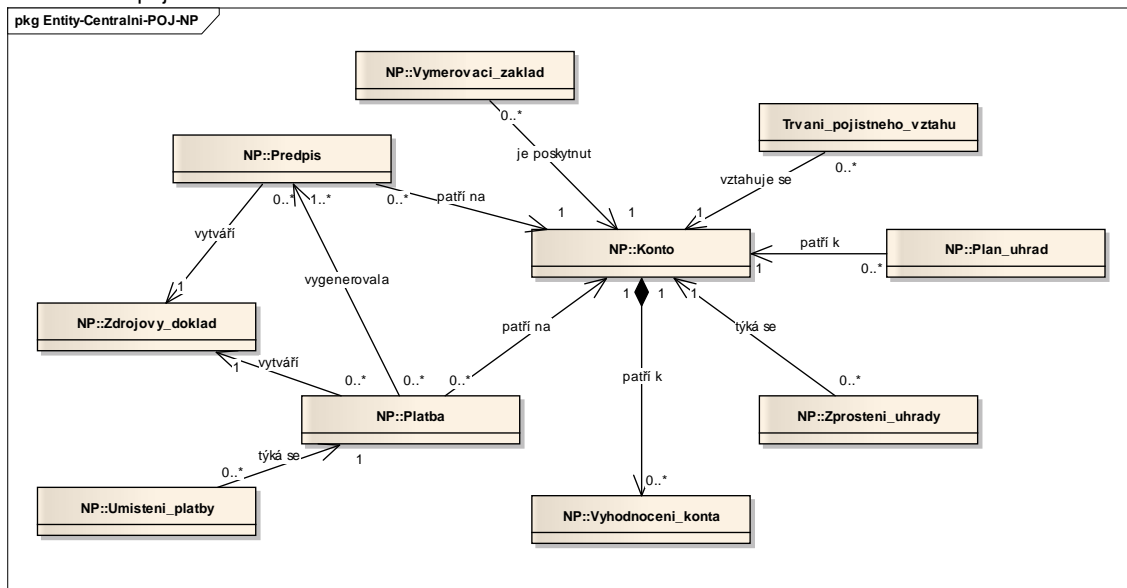 pkg Entity-Centralni-POJ-NP
NP::Vymerovaci_zaklad
0..*
Trvani_pojistneho_vztahu
0..*
NP::Predpis
je poskytnut
vztahuje se
0..*
1..*
0..*
patří na
1
1
1
NP::Konto
patří k
1
0..*
NP::Plan_uhrad
vytváří
1
vygenerovala
NP::Zdrojovy_doklad
1
vytváří
0..*
0..*
0..*
patří na
1
1
1
týká se
0..*
patří k
NP::Platba
NP::Zprosteni_uhrady
týká se
0..*
1
NP::Umisteni_platby
0..*
NP::Vyhodnoceni_konta